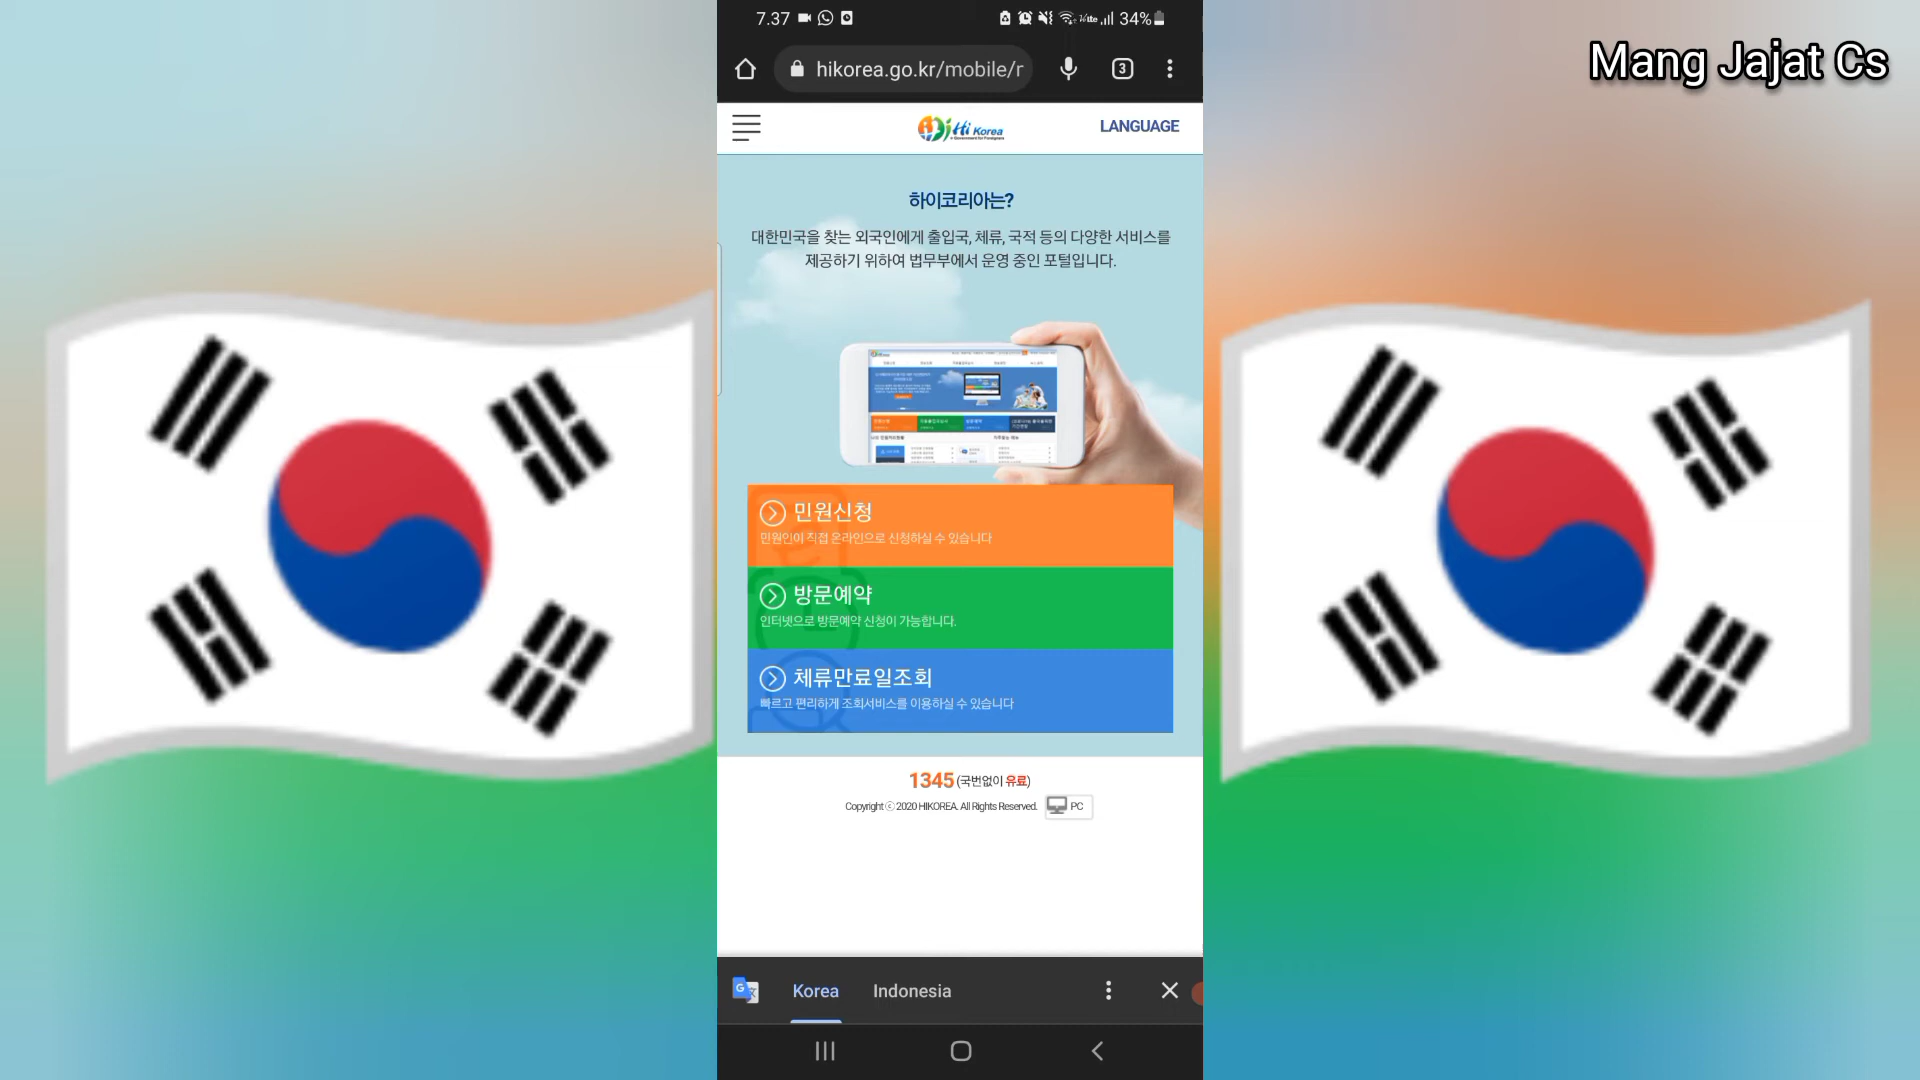 Mang Jajat Cs
7.37
34%
hikorea.go.kr/mobile/r
3
Hi Korea
LANGUAGE
하이코리아는?
대한민국을 찾는 외국인에게 출입국, 체류, 국적 등의 다양한 서비스를
제공하기 위하여 법무부에서 운영 중인 포털입니다.
민원신청
민원인이 직접 온라인으로 신청하실 수 있습니다
방문예약
인터넷으로 방문예약 신청이 가능합니다.
체류만료일조회
빠르고 편리하게 조회서비스를 이용하실 수 있습니다
1345 (국번없이 유료)
Copyright ⓒ 2020 HIKOREA. All Rights Reserved. PC
Korea Indonesia